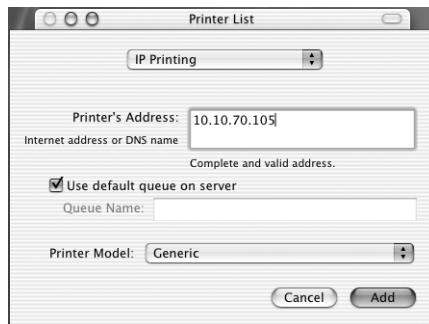 Printer List
IP Printing
Printer's Address: 10.10.70.105
Internet address or DNS name
Complete and valid address.
Use default queue on server
Queue Name:
Printer Model: Generic
Cancel Add